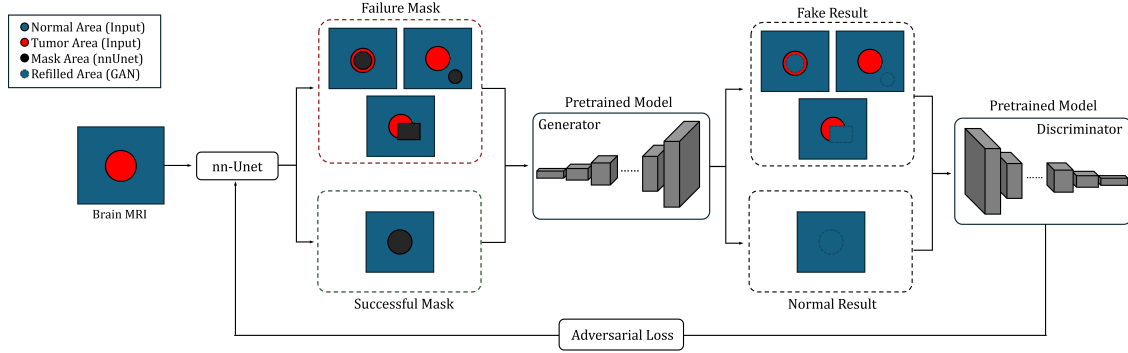 Normal Area (Input)
Tumor Area (Input)
Mask Area (nnUnet)
Refilled Area (GAN)
Brain MRI
nn-Unet
Failure Mask
Successful Mask
Pretrained Model
Generator
......
Fake Result
Normal Result
Pretrained Model
Discriminator
......
Adversarial Loss